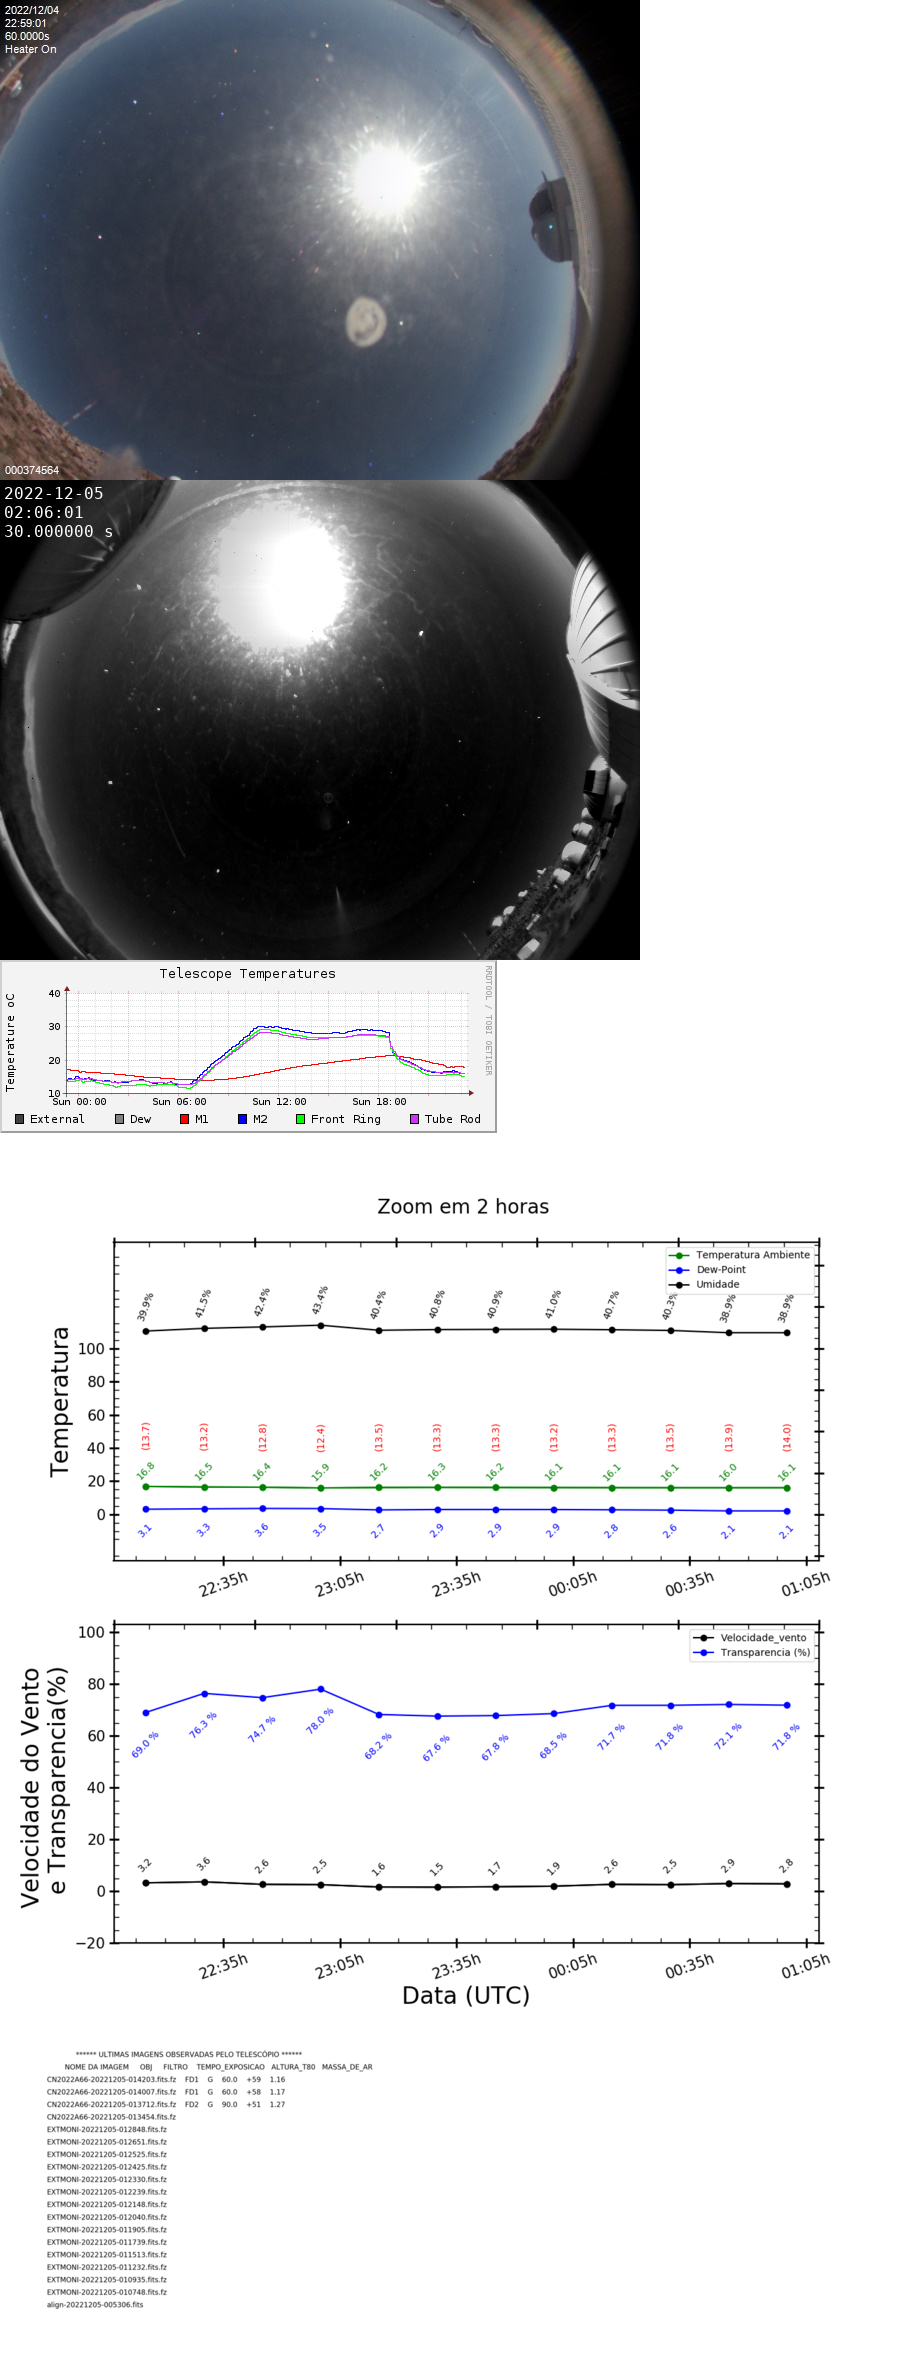 2022/12/04
22:59:01
60.0000s
Heater On
000374564
2022-12-05
02:06:01
30.000000 s
Telescope Temperatures
RRDTOOL / TOBI OETIKER
Temperature oC
40
30
20
10
Sun 00:00 Sun 06:00 Sun 12:00 Sun 18:00
External Dew M1 M2 Front Ring Tube Rod
Zoom em 2 horas
Temperatura Ambiente
Dew-Point
Umidade
39.9% 41.5% 42.4% 43.4% 40.4% 40.8% 40.9% 41.0% 40.7% 40.3% 38.9% 38.9%
Temperatura
100
80
60
40
20
0
(13.7) (13.2) (12.8) (12.4) (13.5) (13.3) (13.3) (13.2) (13.3) (13.5) (13.9) (14.0)
16.8 16.5 16.4 15.9 16.2 16.3 16.2 16.1 16.1 16.1 16.0 16.1
3.1 3.3 3.6 3.5 2.7 2.9 2.9 2.9 2.8 2.6 2.1 2.1
22:35h 23:05h 23:35h 00:05h 00:35h 01:05h
Velocidade_vento
Transparencia (%)
Velocidade do Vento
e Transparencia(%)
100
80
60
40
20
0
−20
69.0 % 76.3 % 74.7 % 78.0 % 68.2 % 67.6 % 67.8 % 68.5 % 71.7 % 71.8 % 72.1 % 71.8 %
3.2 3.6 2.6 2.5 1.6 1.5 1.7 1.9 2.6 2.5 2.9 2.8
22:35h 23:05h 23:35h 00:05h 00:35h 01:05h
Data (UTC)
****** ULTIMAS IMAGENS OBSERVADAS PELO TELESCÓPIO ******
NOME DA IMAGEM OBJ FILTRO TEMPO_EXPOSICAO ALTURA_T80 MASSA_DE_AR
CN2022A66-20221205-014203.fits.fz FD1 G 60.0 +59 1.16
CN2022A66-20221205-014007.fits.fz FD1 G 60.0 +58 1.17
CN2022A66-20221205-013712.fits.fz FD2 G 90.0 +51 1.27
CN2022A66-20221205-013454.fits.fz
EXTMONI-20221205-012848.fits.fz
EXTMONI-20221205-012651.fits.fz
EXTMONI-20221205-012525.fits.fz
EXTMONI-20221205-012425.fits.fz
EXTMONI-20221205-012330.fits.fz
EXTMONI-20221205-012239.fits.fz
EXTMONI-20221205-012148.fits.fz
EXTMONI-20221205-012040.fits.fz
EXTMONI-20221205-011905.fits.fz
EXTMONI-20221205-011739.fits.fz
EXTMONI-20221205-011513.fits.fz
EXTMONI-20221205-011232.fits.fz
EXTMONI-20221205-010935.fits.fz
EXTMONI-20221205-010748.fits.fz
align-20221205-005306.fits